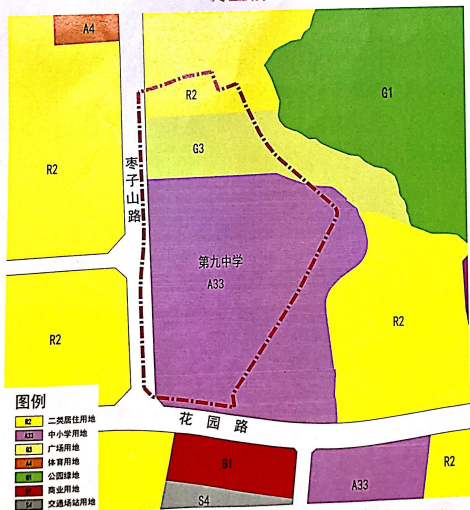 A4
R2
G1
R2
G3
枣子山路
第九中学
A33
R2
R2
花园路
B1
S4
A33
R2
图例
R2 二类居住用地
A33 中小学用地
G3 广场用地
A4 体育用地
G1 公园绿地
商业用地
S4 交通场站用地